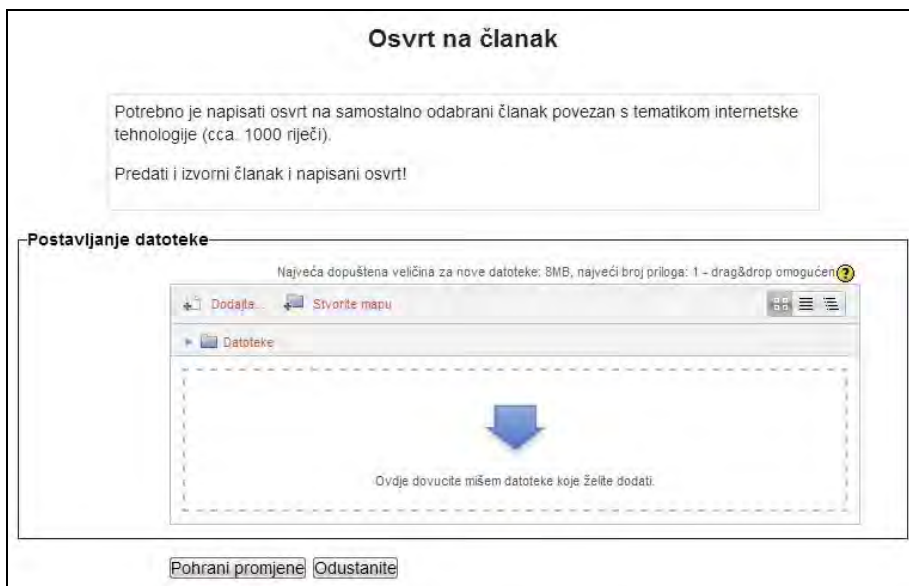 Osvrt na članak
Potrebno je napisati osvrt na samostalno odabrani članak povezan s tematikom internetske
tehnologije (cca. 1000 riječi).
Predati i izvorni članak i napisani osvrt!
Postavljanje datoteke
Najveća dopuštena veličina za nove datoteke: 8MB, najveći broj priloga: 1 - drag&drop omogućen
Dodajte... Stvorite mapu
Datoteke
Ovdje dovucite mišem datoteke koje želite dodati.
Pohrani promjene Odustanite